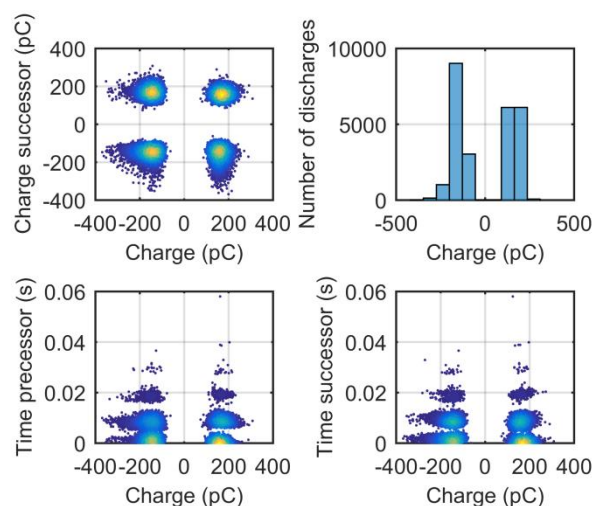 400
200
0
-200
-400
-400 -200 0 200 400
Charge successor (pC)
Charge (pC)
10000
5000
0
-500 0 500
Number of discharges
Charge (pC)
0.06
0.04
0.02
0
-400 -200 0 200 400
Time precessor (s)
Charge (pC)
0.06
0.04
0.02
0
-400 -200 0 200 400
Time successor (s)
Charge (pC)